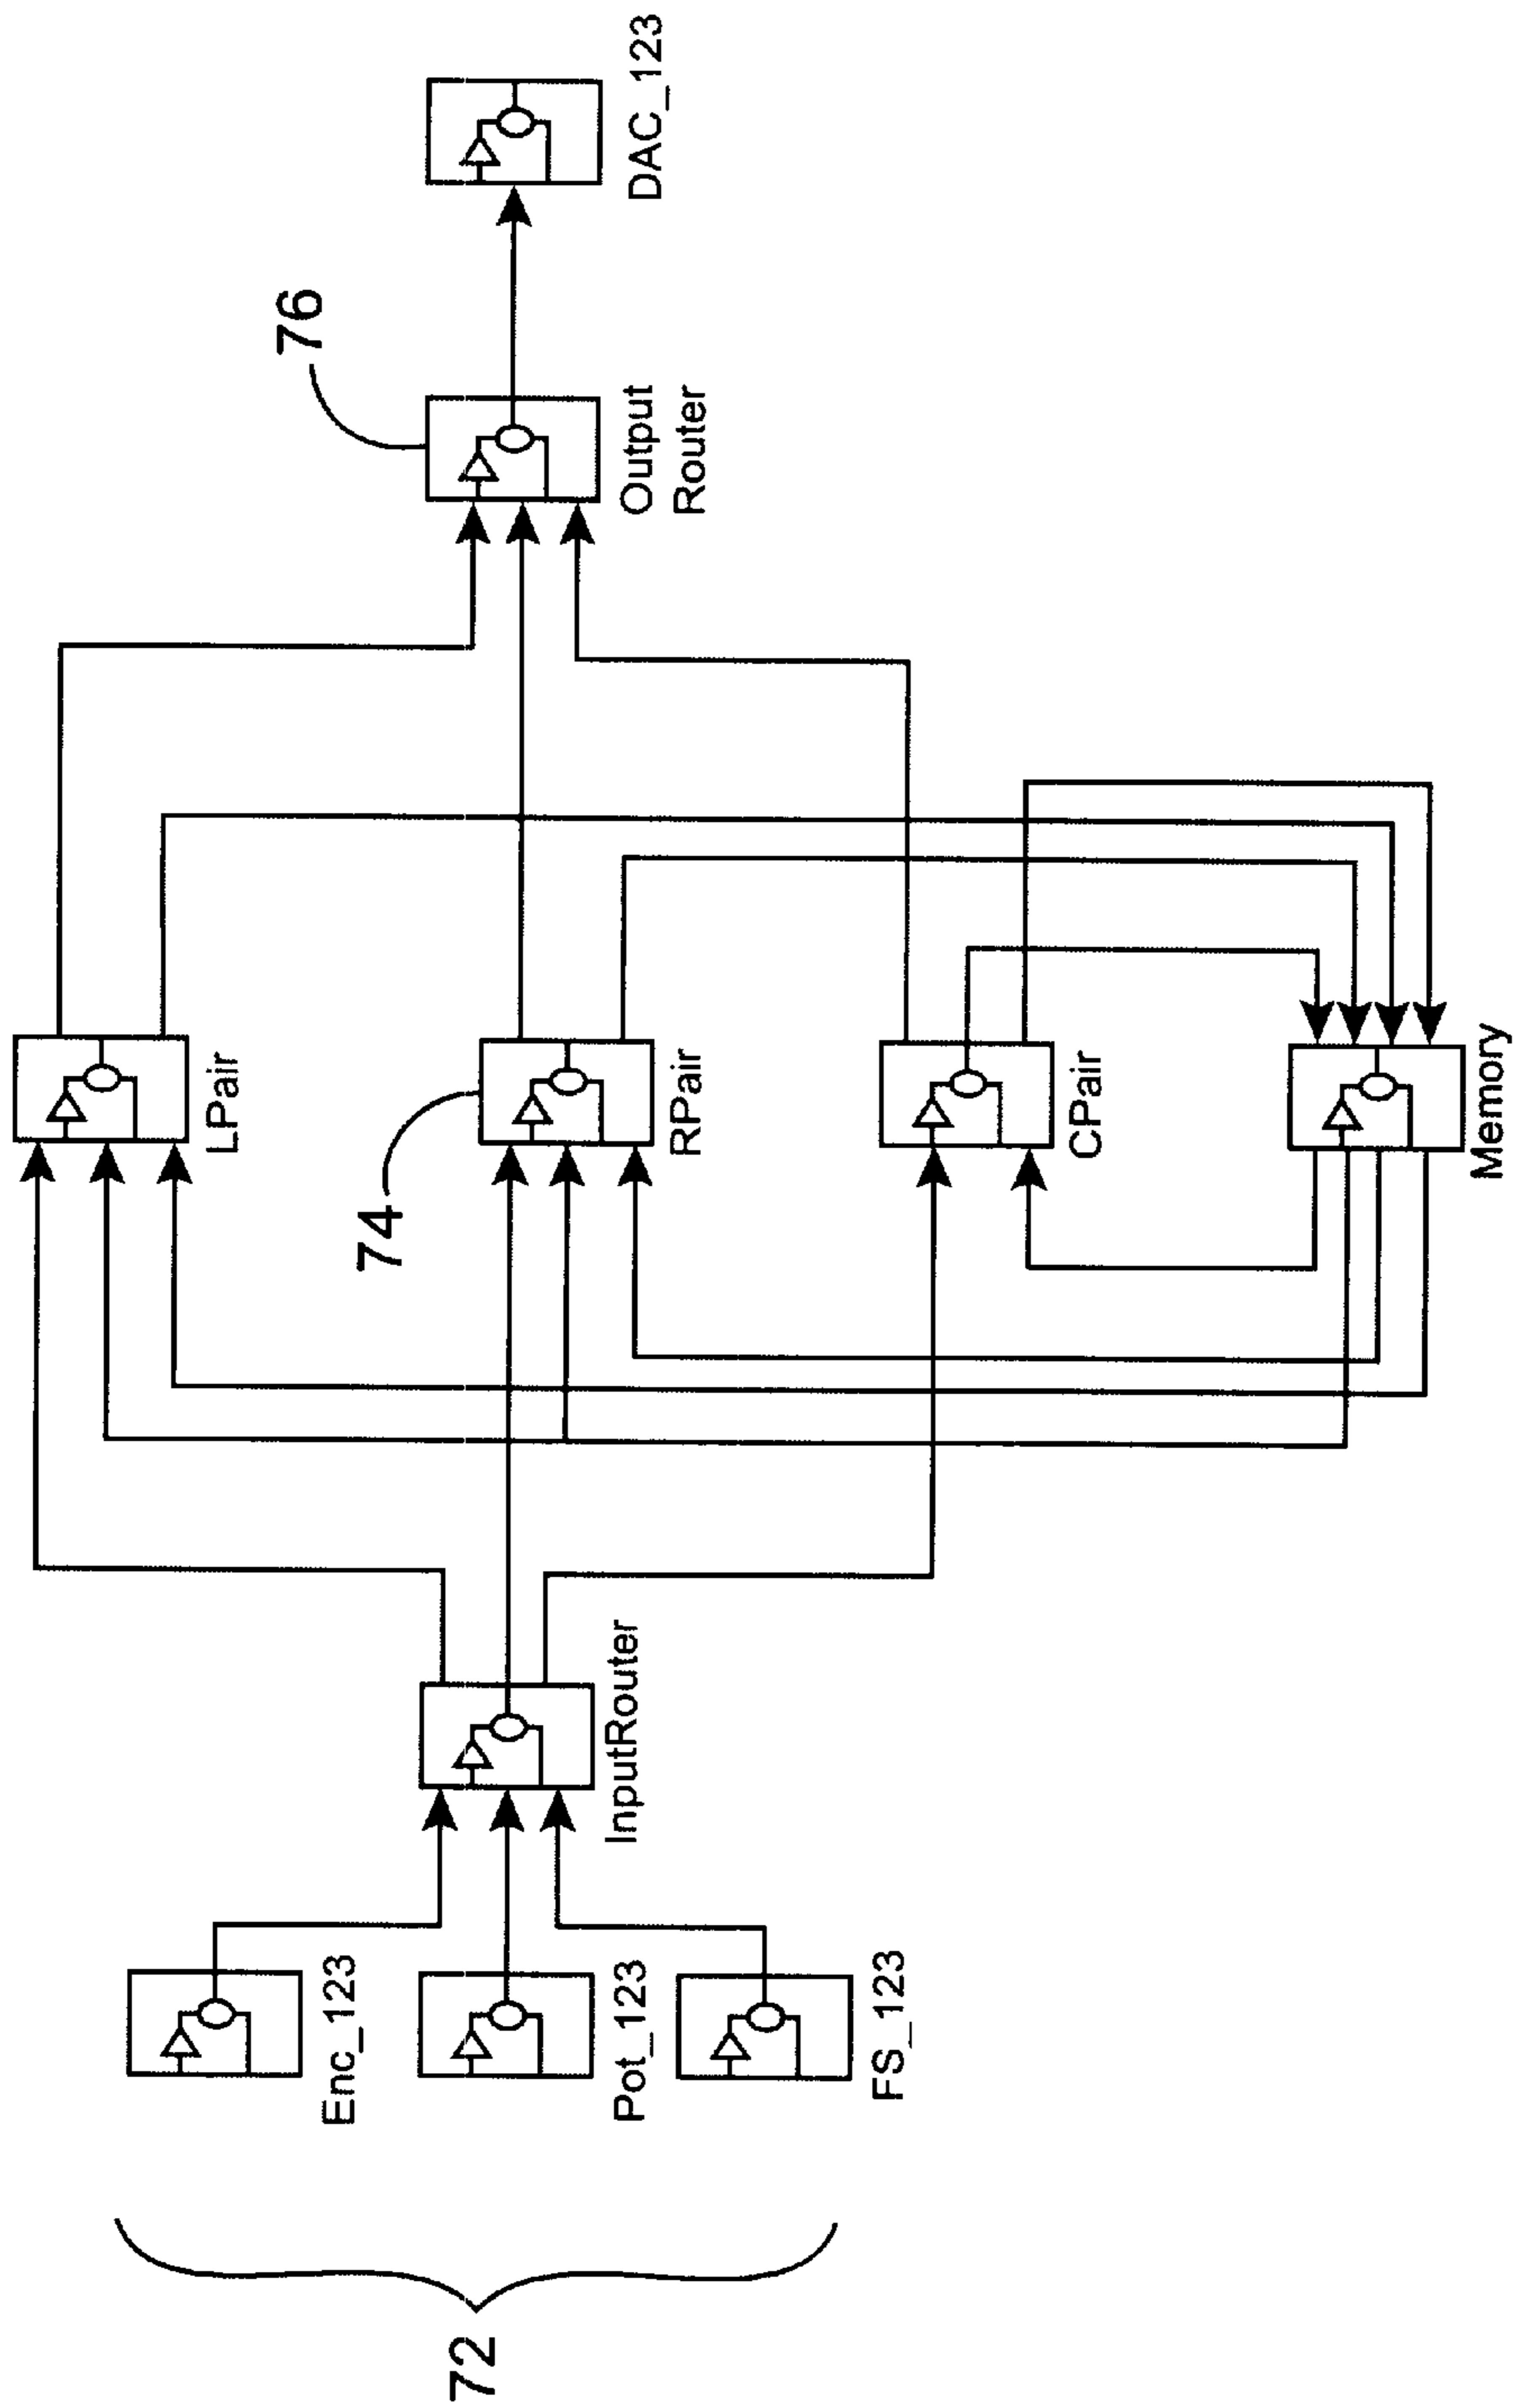 72
Enc_123
Pot_123
FS_123
InputRouter
LPair
74
RPair
CPair
Memory
76
Output
Router
DAC_123